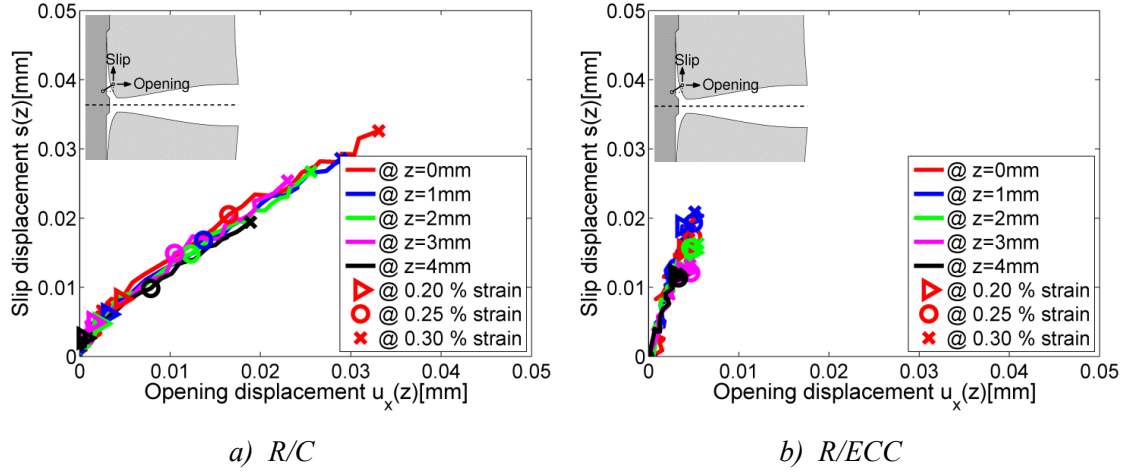 0.05
0.04
0.03
0.02
0.01
0
Slip displacement s(z)[mm]
Slip
Opening
@ z=0mm
@ z=1mm
@ z=2mm
@ z=3mm
@ z=4mm
@ 0.20 % strain
@ 0.25 % strain
@ 0.30 % strain
0 0.01 0.02 0.03 0.04 0.05
Opening displacement u_x(z)[mm]
a) R/C
0.05
0.04
0.03
0.02
0.01
0
Slip displacement s(z)[mm]
Slip
Opening
@ z=0mm
@ z=1mm
@ z=2mm
@ z=3mm
@ z=4mm
@ 0.20 % strain
@ 0.25 % strain
@ 0.30 % strain
0 0.01 0.02 0.03 0.04 0.05
Opening displacement u_x(z)[mm]
b) R/ECC